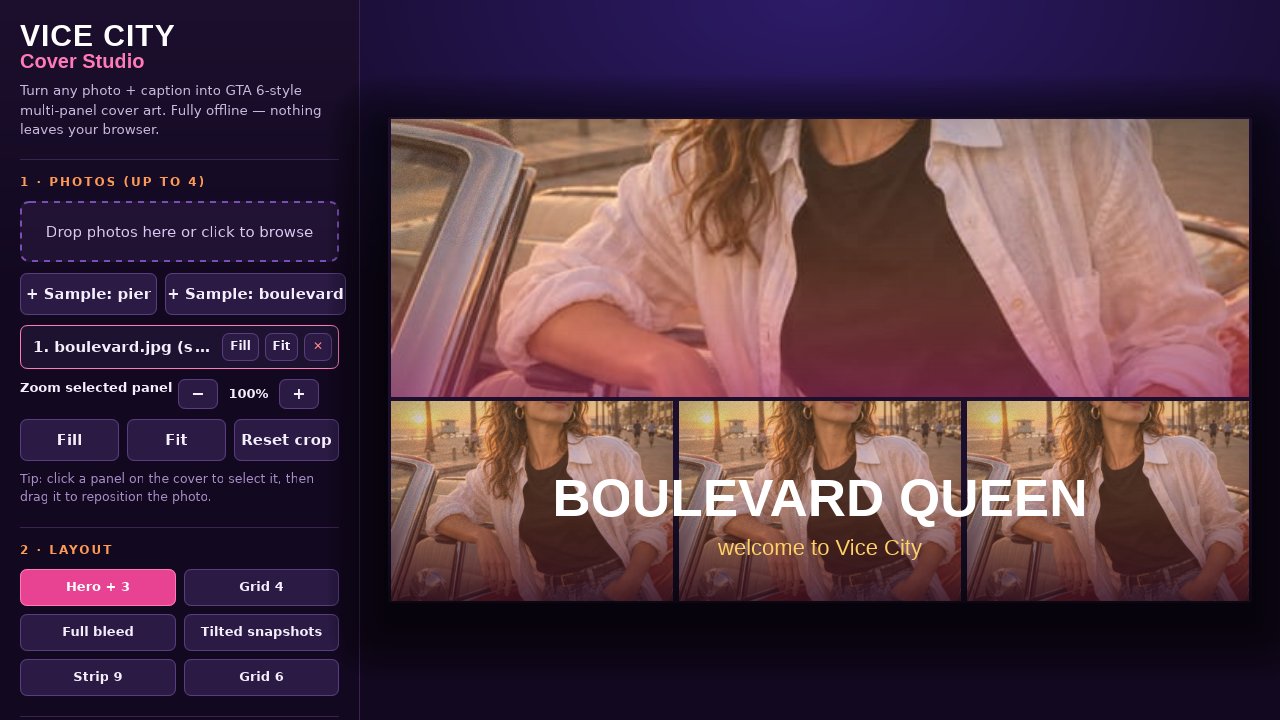 VICE CITY
Cover Studio
Turn any photo + caption into GTA 6-style
multi-panel cover art. Fully offline — nothing
leaves your browser.
1 · PHOTOS (UP TO 4)
Drop photos here or click to browse
+ Sample: pier
+ Sample: boulevard
1. boulevard.jpg (s…
Fill
Fit
×
Zoom selected panel
−
100%
+
Fill
Fit
Reset crop
Tip: click a panel on the cover to select it, then
drag it to reposition the photo.
2 · LAYOUT
Hero + 3
Grid 4
Full bleed
Tilted snapshots
Strip 9
Grid 6
BOULEVARD QUEEN
welcome to Vice City